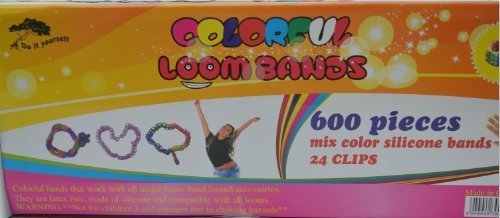 Do it yourself
COLORFUL
LOOM BANDS
600 pieces
mix color silicone bands
24 CLIPS
Colorful bands that work with all major name band loom&accessories.
They are latex free, made of silicone and compatible with all looms.
WARNING **Not for children 3 and younger due to choking hazards**
Made in